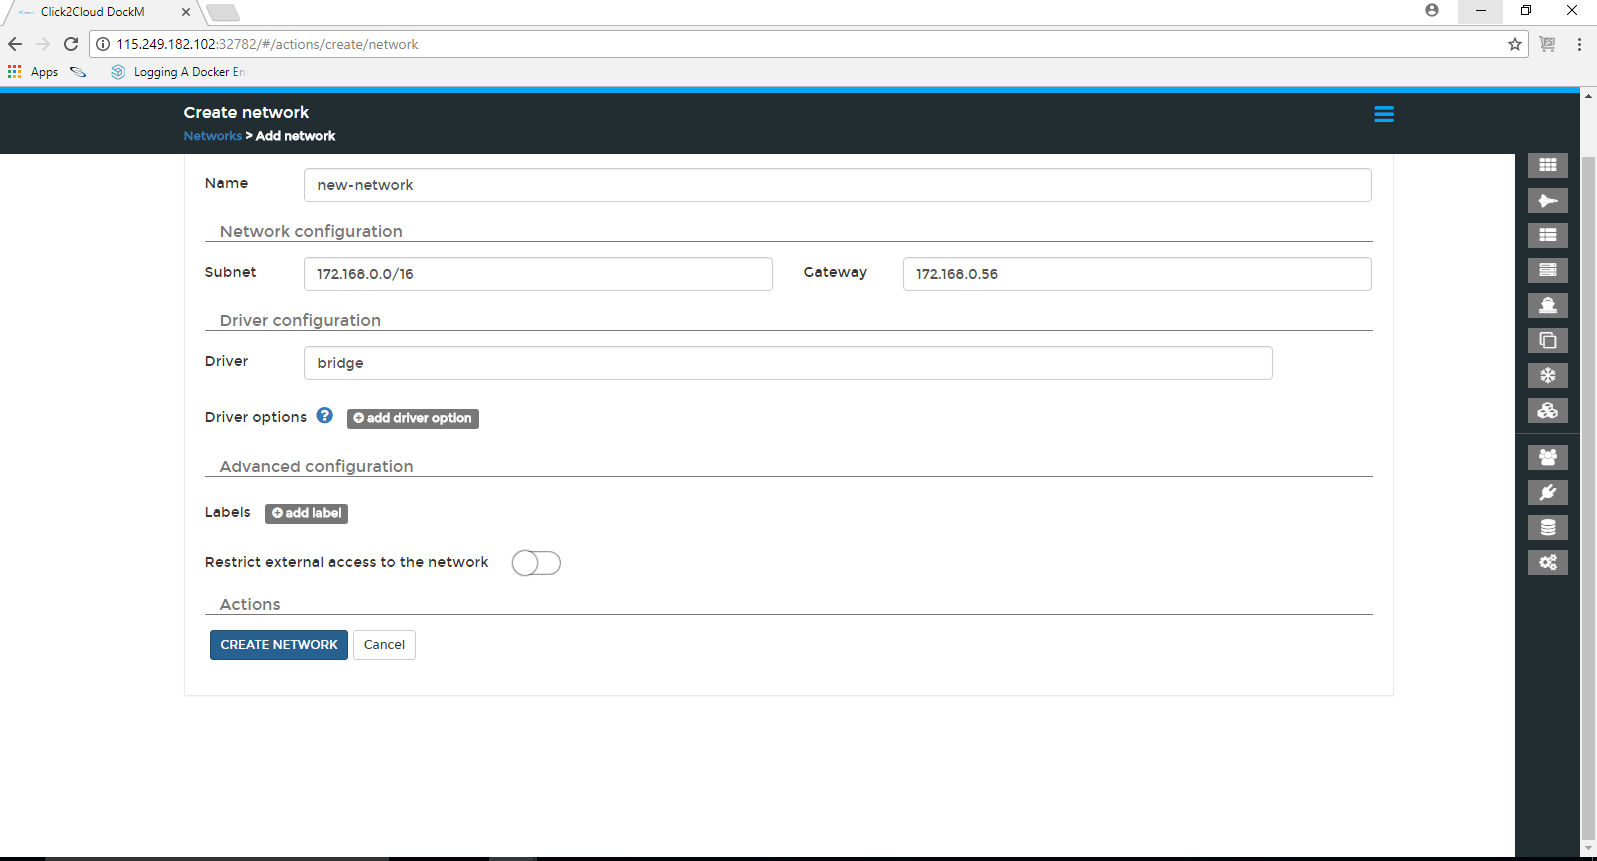 Click2Cloud DockM
115.249.182.102:32782/#/actions/create/network
Apps
Logging A Docker En
Create network
Networks > Add network
Name
new-network
Network configuration
Subnet
172.168.0.0/16
Gateway
172.168.0.56
Driver configuration
Driver
bridge
Driver options
add driver option
Advanced configuration
Labels
add label
Restrict external access to the network
Actions
CREATE NETWORK
Cancel